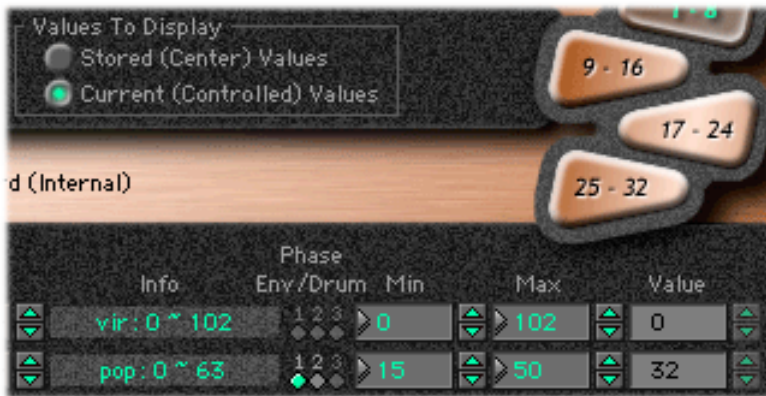 Values To Display
1 - 8
Stored (Center) Values
9 - 16
Current (Controlled) Values
17 - 24
d (Internal)
25 - 32
Phase
Info Env/Drum Min Max Value
1 2 3
vir: 0 ~ 102 0 102 0
1 2 3
pop: 0 ~ 63 15 50 32